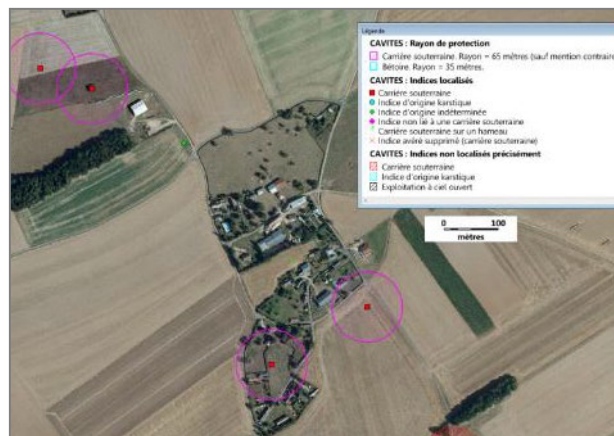 Légende
CAVITES : Rayon de protection
Carrière souterraine. Rayon = 65 mètres (sauf mention contraire
Bétoire. Rayon = 35 mètres.
CAVITES : Indices localisés
Carrière souterraine
Indice d'origine karstique
Indice d'origine indéterminée
Indice non lié à une carrière souterraine
Carrière souterraine sur un hameau
Indice avéré supprimé (carrière souterraine)
CAVITES : Indices non localisés précisément
Carrière souterraine
Indice d'origine karstique
Exploitation à ciel ouvert
0 100
mètres